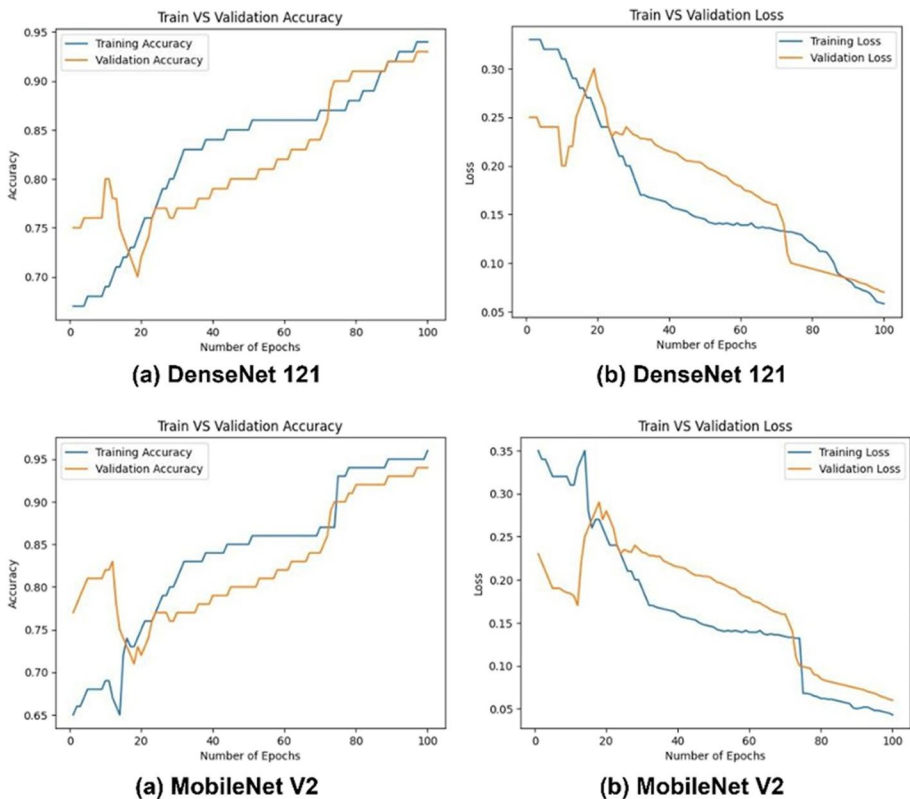 Train VS Validation Accuracy
Training Accuracy
Validation Accuracy
0.95
0.90
0.85
0.80
0.75
0.70
Accuracy
0 20 40 60 80 100
Number of Epochs
(a) DenseNet 121
Train VS Validation Loss
Training Loss
Validation Loss
0.30
0.25
0.20
0.15
0.10
0.05
Loss
0 20 40 60 80 100
Number of Epochs
(b) DenseNet 121
Train VS Validation Accuracy
Training Accuracy
Validation Accuracy
0.95
0.90
0.85
0.80
0.75
0.70
0.65
Accuracy
0 20 40 60 80 100
Number of Epochs
(a) MobileNet V2
Train VS Validation Loss
Training Loss
Validation Loss
0.35
0.30
0.25
0.20
0.15
0.10
0.05
Loss
0 20 40 60 80 100
Number of Epochs
(b) MobileNet V2